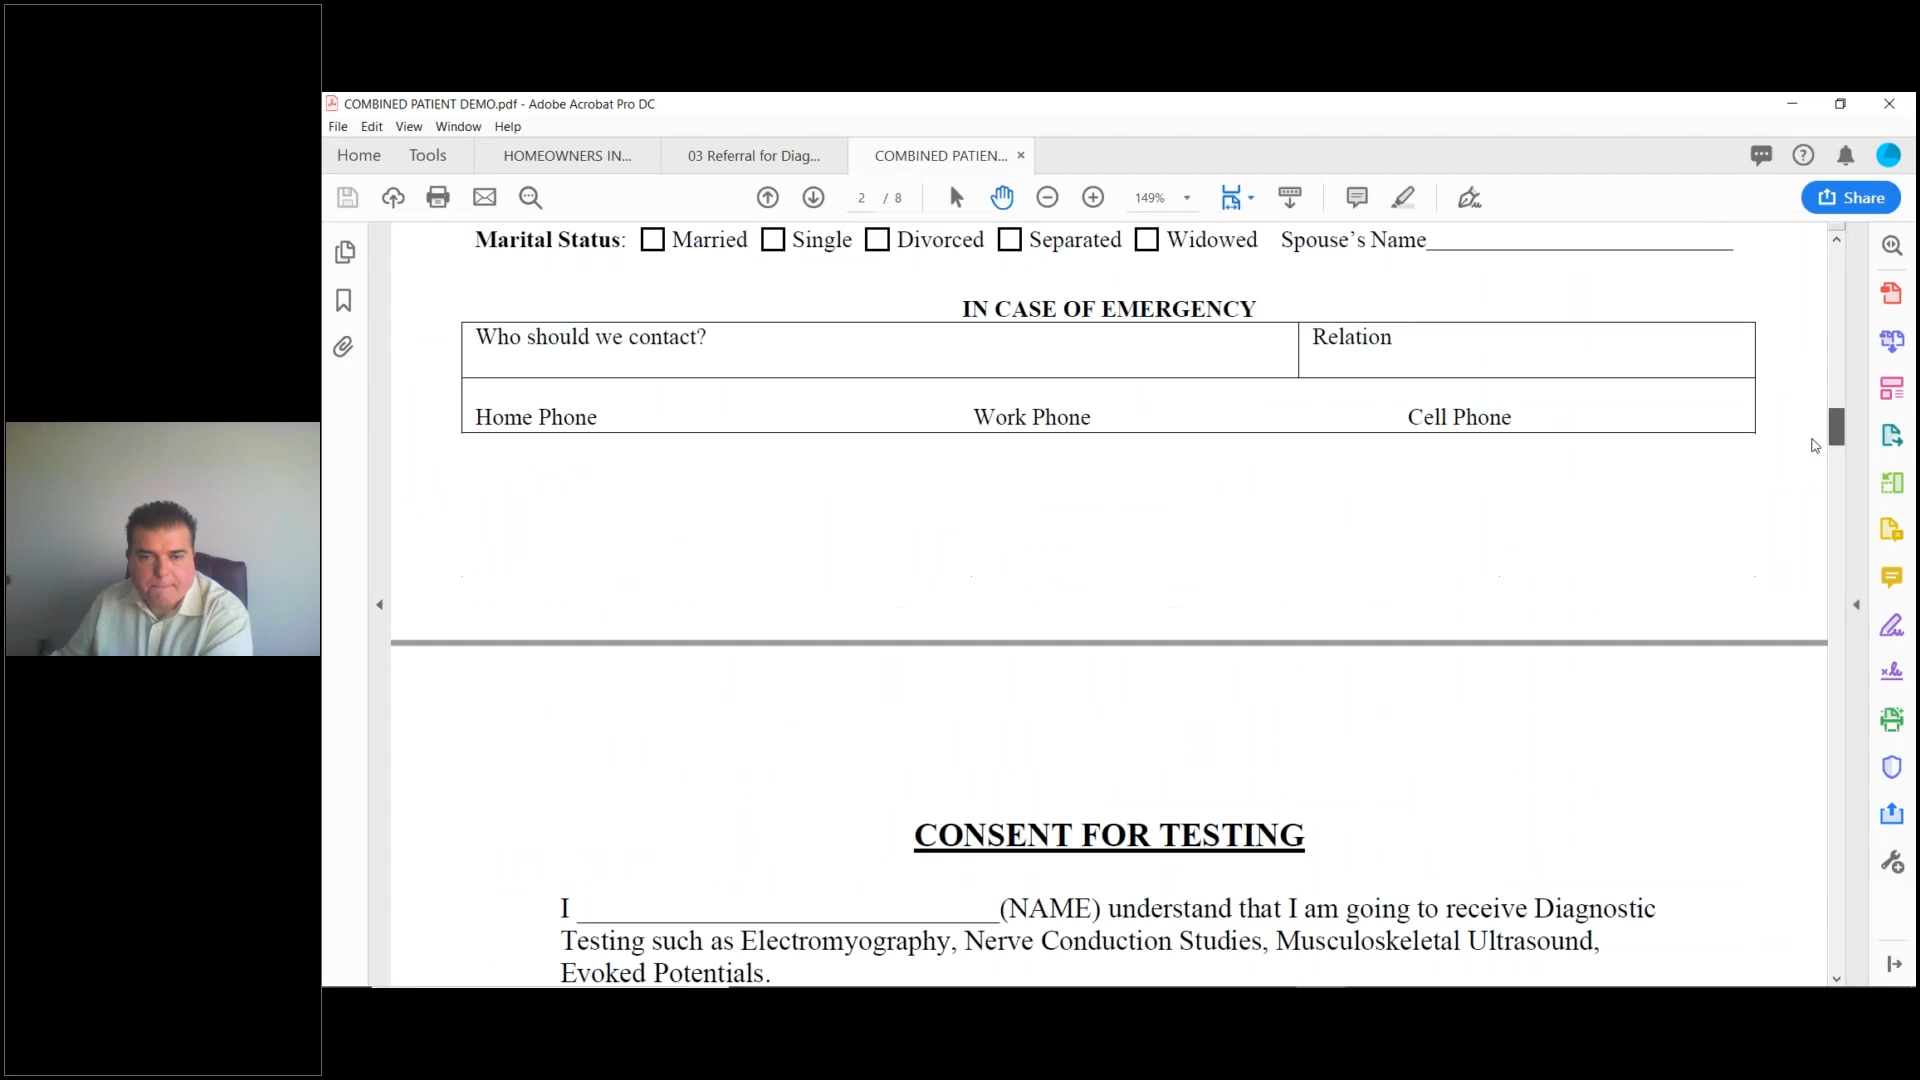 COMBINED PATIENT DEMO.pdf - Adobe Acrobat Pro DC
File Edit View Window Help
Home Tools HOMEOWNERS IN... 03 Referral for Diag... COMBINED PATIEN... ×
2 / 8 149% Share
Marital Status: Married Single Divorced Separated Widowed Spouse’s Name
IN CASE OF EMERGENCY
Who should we contact? Relation
Home Phone Work Phone Cell Phone
CONSENT FOR TESTING
I ______________________________(NAME) understand that I am going to receive Diagnostic
Testing such as Electromyography, Nerve Conduction Studies, Musculoskeletal Ultrasound,
Evoked Potentials.